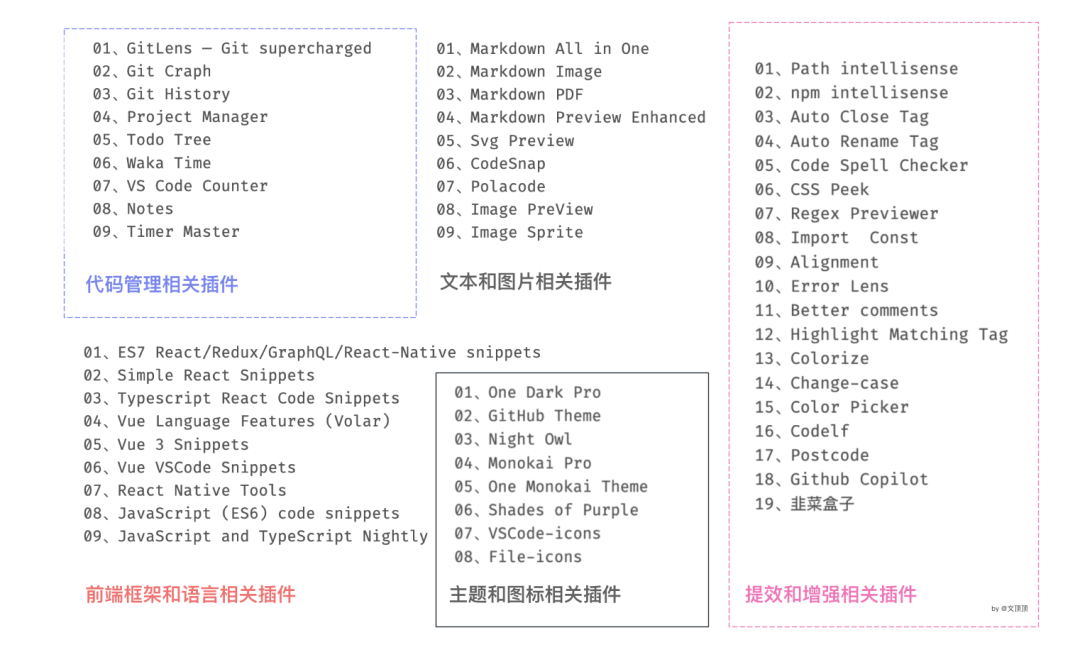 01、GitLens — Git supercharged
02、Git Craph
03、Git History
04、Project Manager
05、Todo Tree
06、Waka Time
07、VS Code Counter
08、Notes
09、Timer Master
代码管理相关插件
01、Markdown All in One
02、Markdown Image
03、Markdown PDF
04、Markdown Preview Enhanced
05、Svg Preview
06、CodeSnap
07、Polacode
08、Image PreView
09、Image Sprite
文本和图片相关插件
01、ES7 React/Redux/GraphQL/React-Native snippets
02、Simple React Snippets
03、Typescript React Code Snippets
04、Vue Language Features (Volar)
05、Vue 3 Snippets
06、Vue VSCode Snippets
07、React Native Tools
08、JavaScript (ES6) code snippets
09、JavaScript and TypeScript Nightly
前端框架和语言相关插件
01、One Dark Pro
02、GitHub Theme
03、Night Owl
04、Monokai Pro
05、One Monokai Theme
06、Shades of Purple
07、VSCode-icons
08、File-icons
主题和图标相关插件
01、Path intellisense
02、npm intellisense
03、Auto Close Tag
04、Auto Rename Tag
05、Code Spell Checker
06、CSS Peek
07、Regex Previewer
08、Import  Const
09、Alignment
10、Error Lens
11、Better comments
12、Highlight Matching Tag
13、Colorize
14、Change-case
15、Color Picker
16、Codelf
17、Postcode
18、Github Copilot
19、韭菜盒子
提效和增强相关插件
by @文顶顶